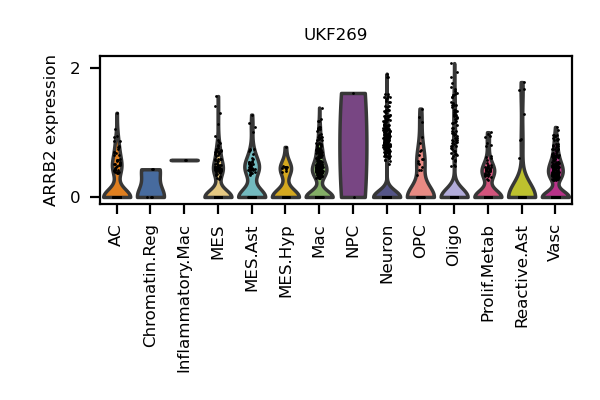 UKF269
ARRB2 expression
2
0
AC
Chromatin.Reg
Inflammatory.Mac
MES
MES.Ast
MES.Hyp
Mac
NPC
Neuron
OPC
Oligo
Prolif.Metab
Reactive.Ast
Vasc